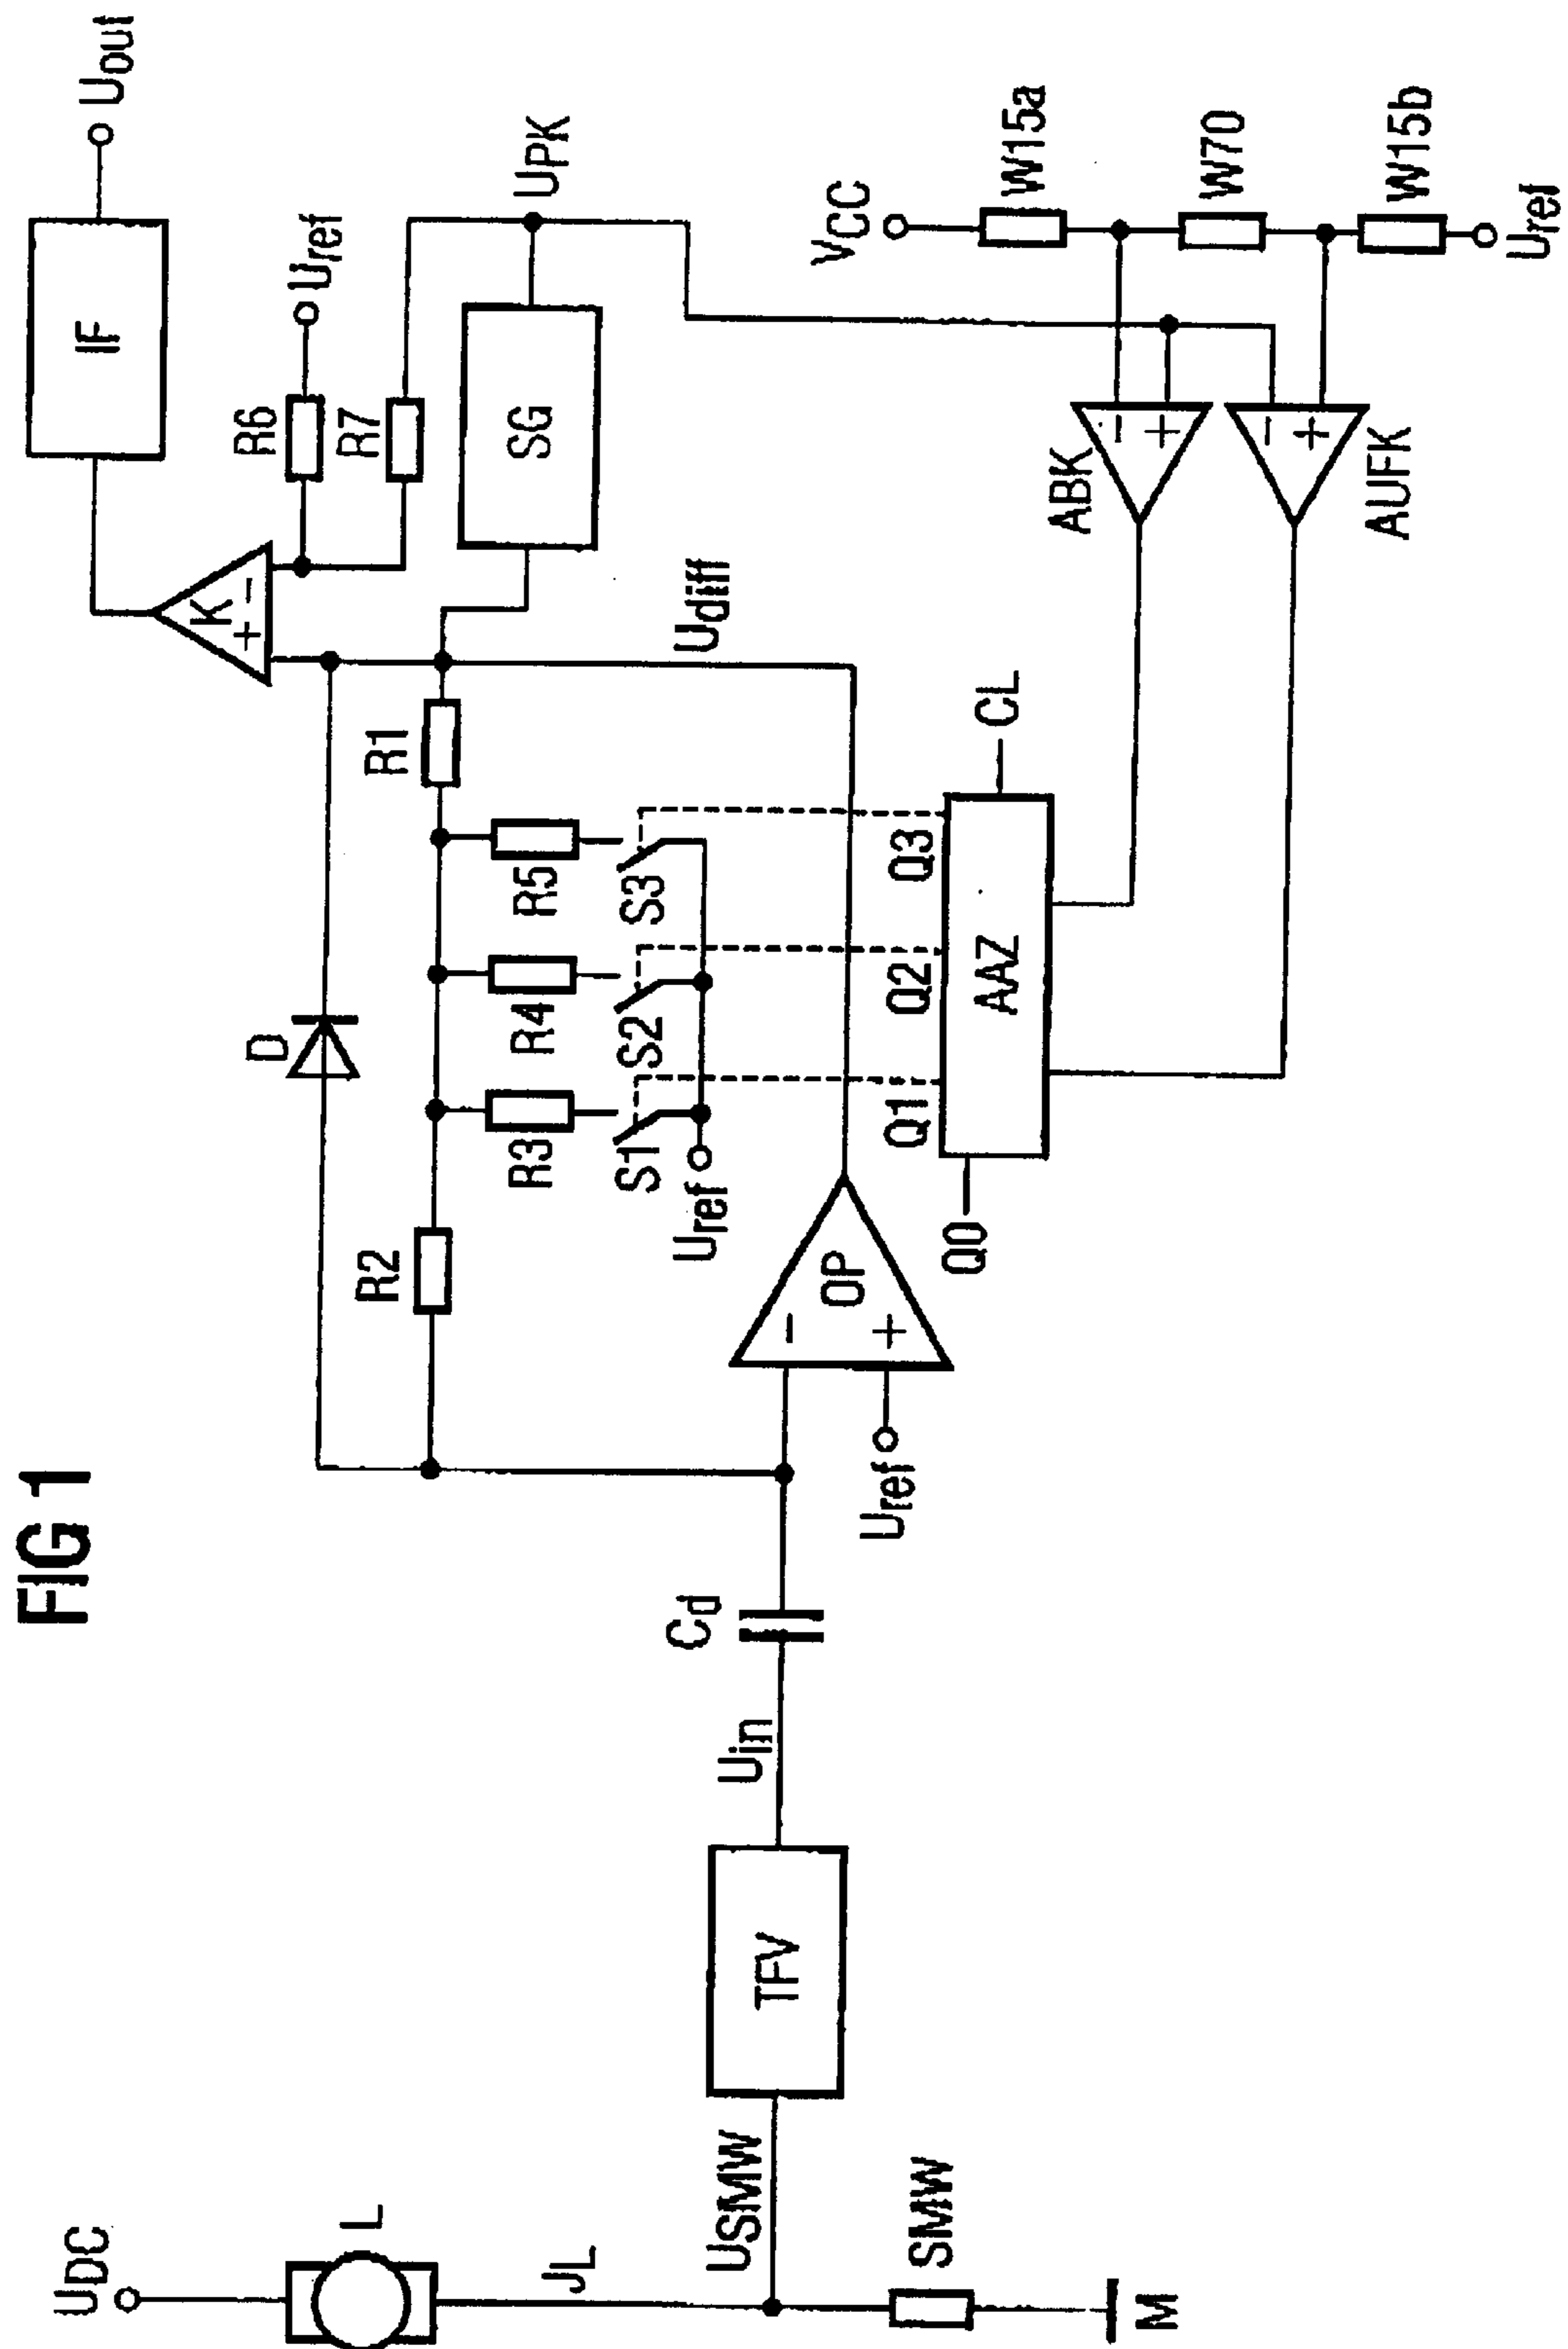 FIG 1
UDC
L
JL
USMW
SMW
M
TFV
Uin
Cd
Uref
OP
−
+
D
R2
R3
R4
R5
R1
S1
S2
S3
Uref
Udiff
K
+ −
IF
Uout
R6
Uref
R7
SG
UPK
Q0
Q1
Q2
Q3
AAZ
CL
ABK
−
+
AUFK
−
+
VCC
W15a
W70
W15b
Uref